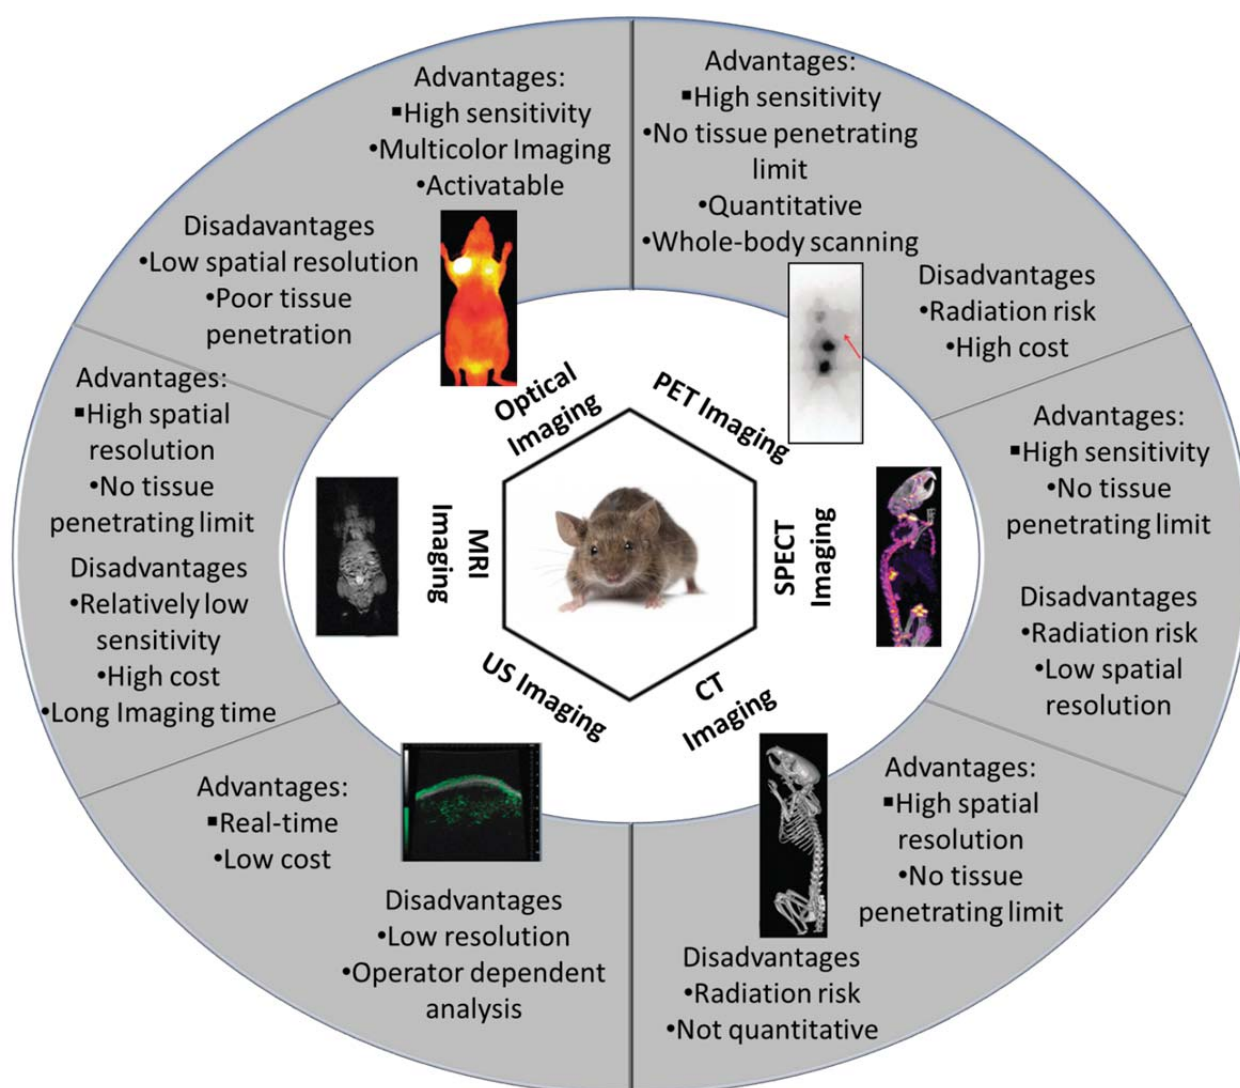 Advantages:
▪High sensitivity
•Multicolor Imaging
•Activatable
Disadavantages
•Low spatial resolution
•Poor tissue
penetration
Advantages:
▪High sensitivity
•No tissue penetrating
limit
•Quantitative
•Whole-body scanning
Disadvantages
•Radiation risk
•High cost
Advantages:
▪High sensitivity
•No tissue
penetrating limit
Disadvantages
•Radiation risk
•Low spatial
resolution
Advantages:
▪High spatial
resolution
•No tissue
penetrating limit
Disadvantages
•Radiation risk
•Not quantitative
Advantages:
▪Real-time
•Low cost
Disadvantages
•Low resolution
•Operator dependent
analysis
Advantages:
▪High spatial
resolution
•No tissue
penetrating limit
Disadvantages
•Relatively low
sensitivity
•High cost
•Long Imaging time
Optical
Imaging
PET Imaging
SPECT
Imaging
CT
Imaging
US Imaging
MRI
Imaging